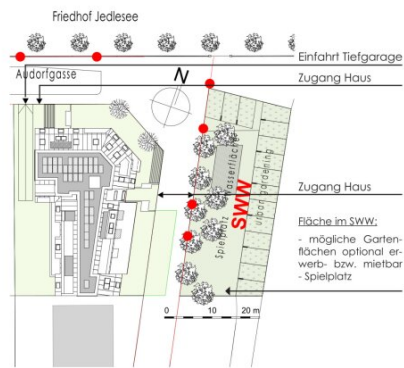 Friedhof Jedlesee
Einfahrt Tiefgarage
Audorfgasse
Zugang Haus
N
Wasserfläche
urban gardening
Spielplatz
SWW
Zugang Haus
Fläche im SWW:
- mögliche Garten-
flächen optional er-
werb- bzw. mietbar
- Spielplatz
0 10 20 m